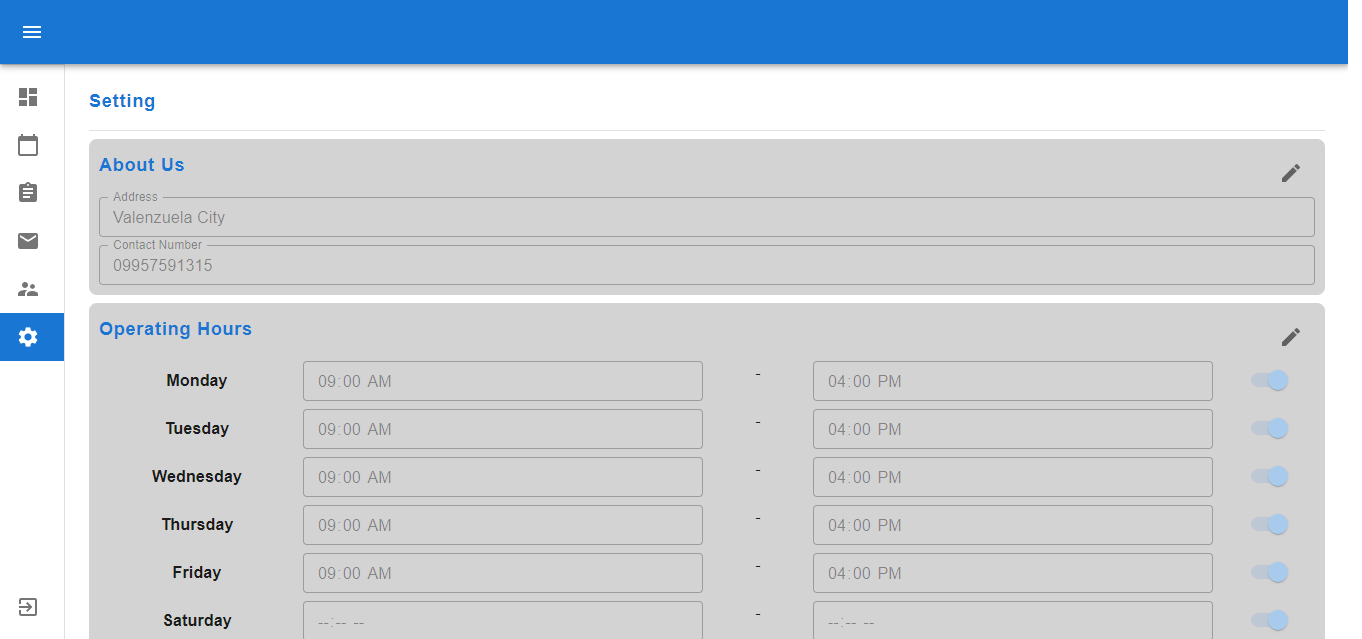 Setting
About Us
Address
Valenzuela City
Contact Number
09957591315
Operating Hours
Monday 09:00 AM - 04:00 PM
Tuesday 09:00 AM - 04:00 PM
Wednesday 09:00 AM - 04:00 PM
Thursday 09:00 AM - 04:00 PM
Friday 09:00 AM - 04:00 PM
Saturday --:-- -- - --:-- --